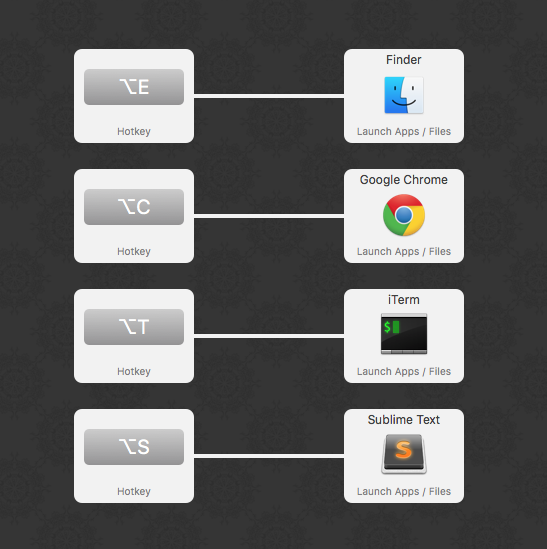 ⌥E
Finder
Hotkey
Launch Apps / Files
⌥C
Google Chrome
Hotkey
Launch Apps / Files
⌥T
iTerm
$
Hotkey
Launch Apps / Files
⌥S
Sublime Text
S
Hotkey
Launch Apps / Files